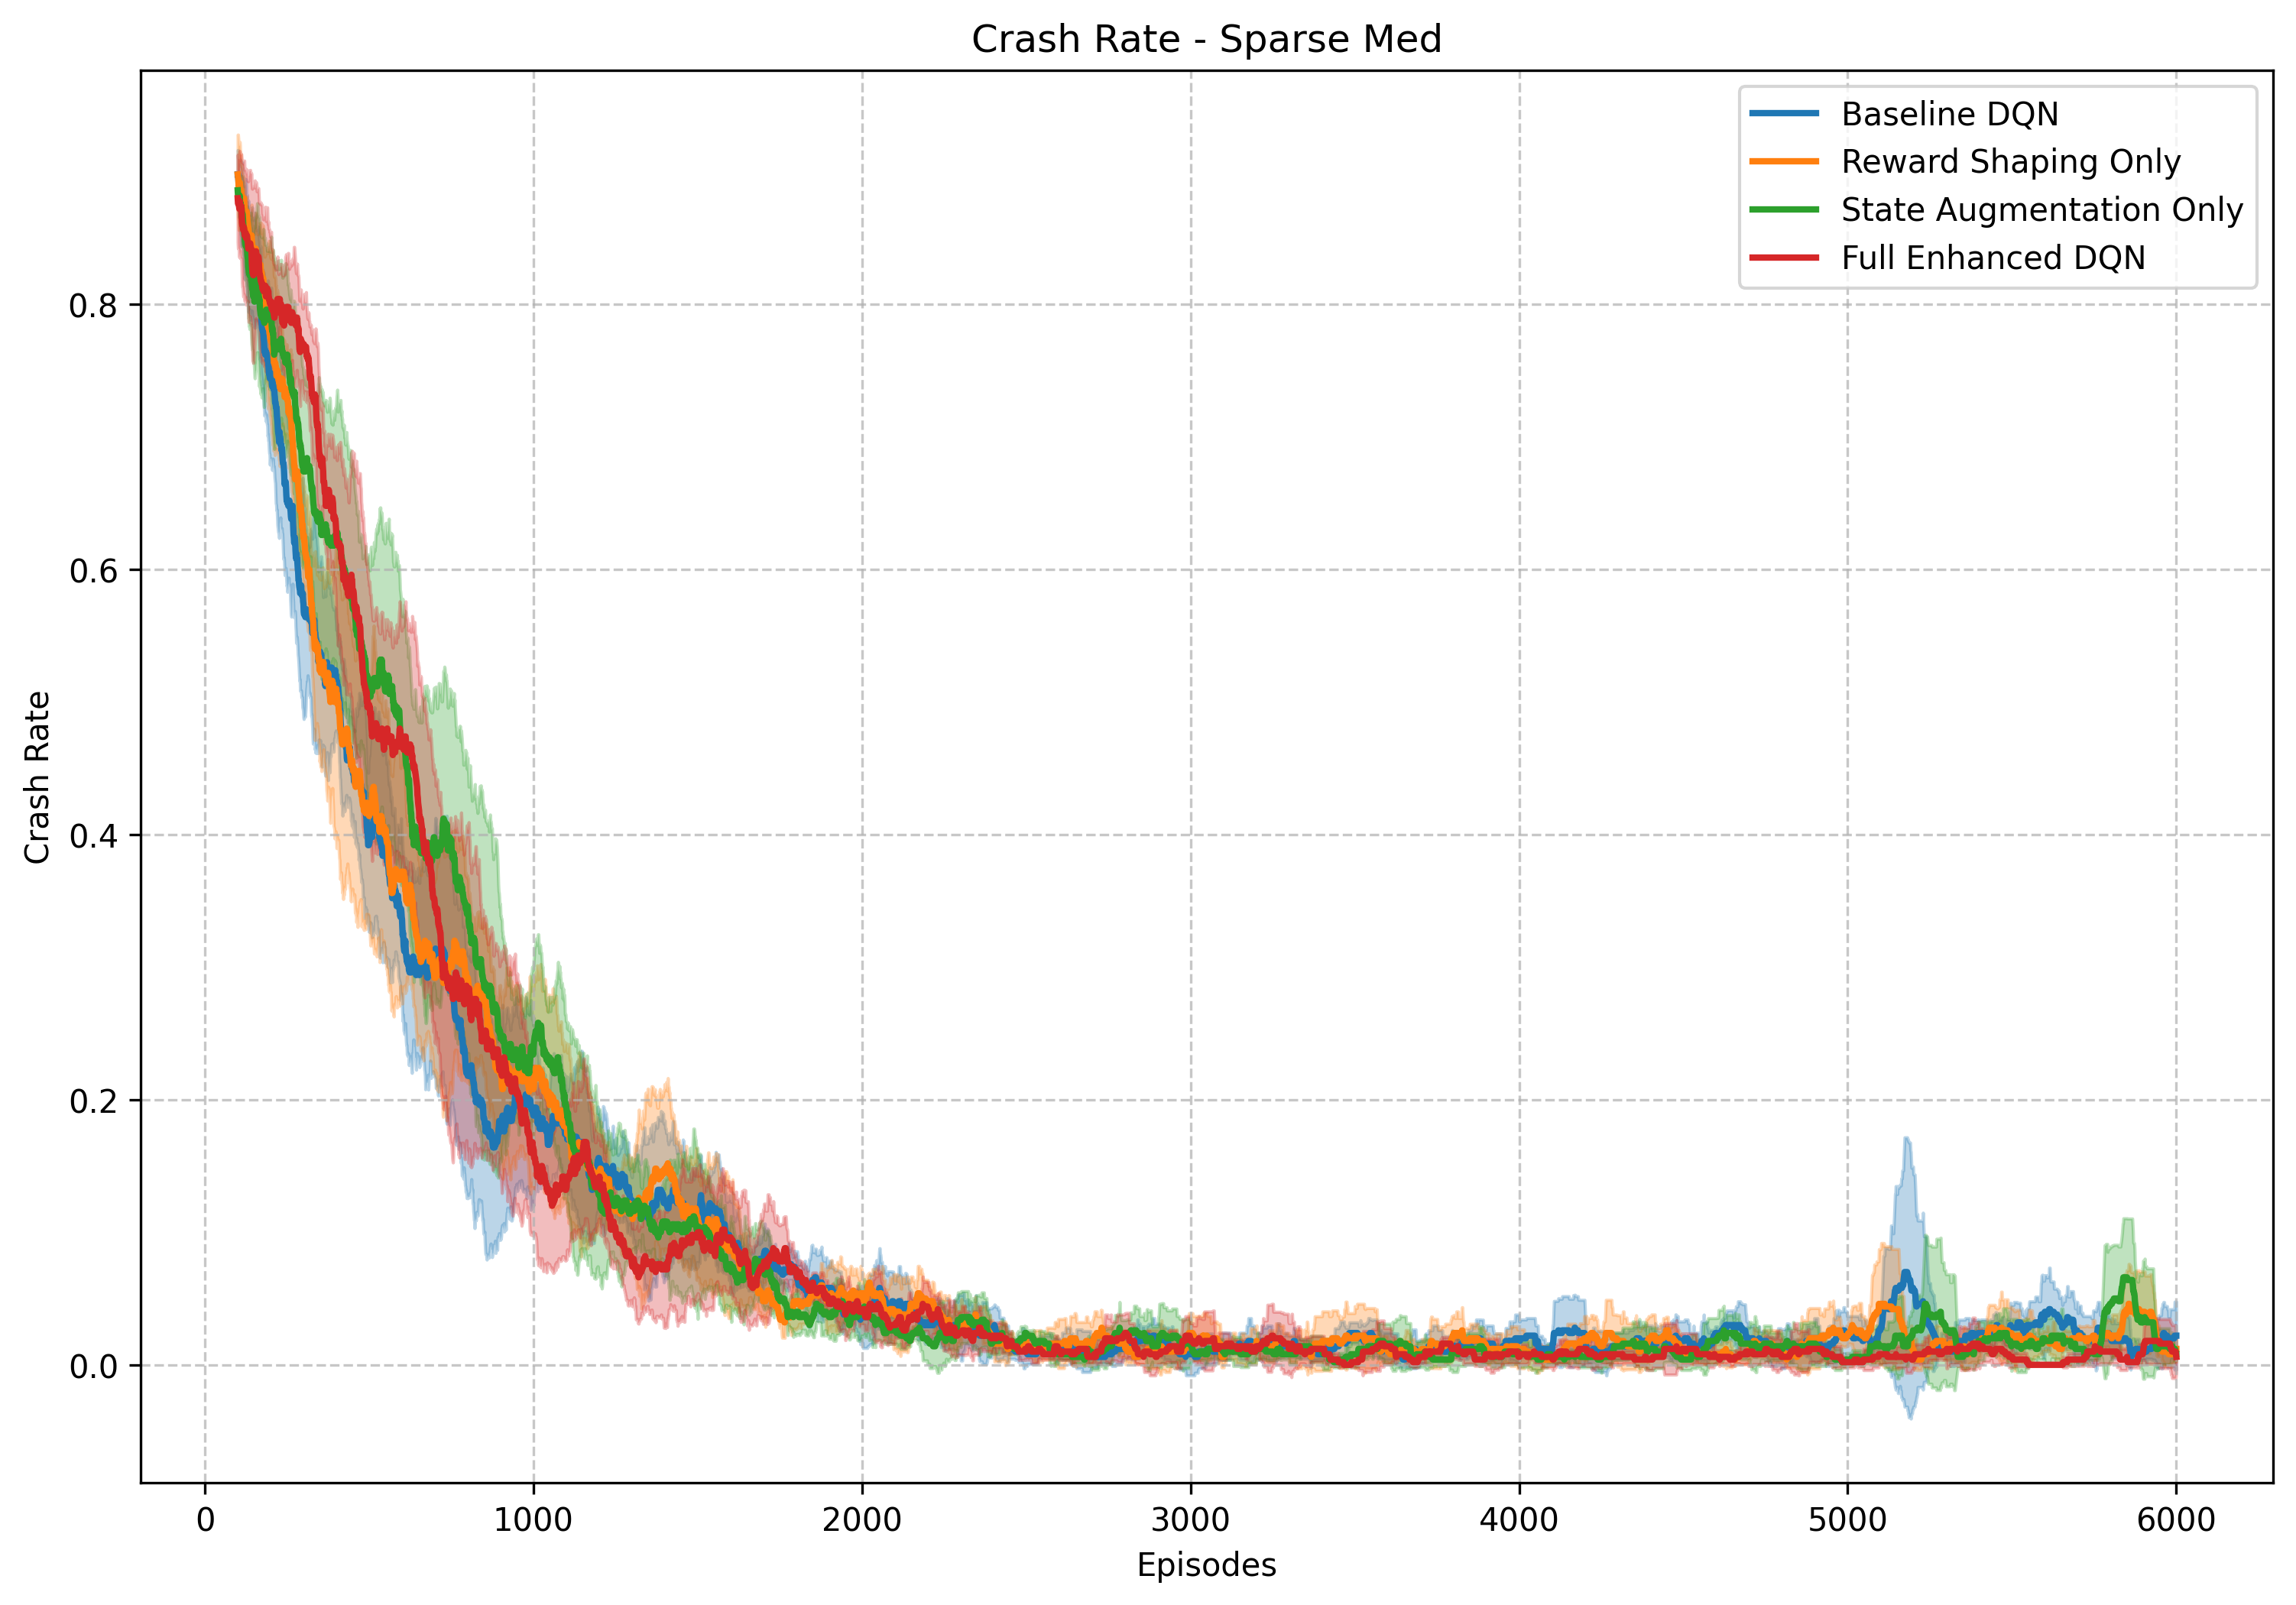 Crash Rate - Sparse Med
Baseline DQN
Reward Shaping Only
State Augmentation Only
Full Enhanced DQN
Crash Rate
0.8
0.6
0.4
0.2
0.0
0
1000
2000
3000
4000
5000
6000
Episodes